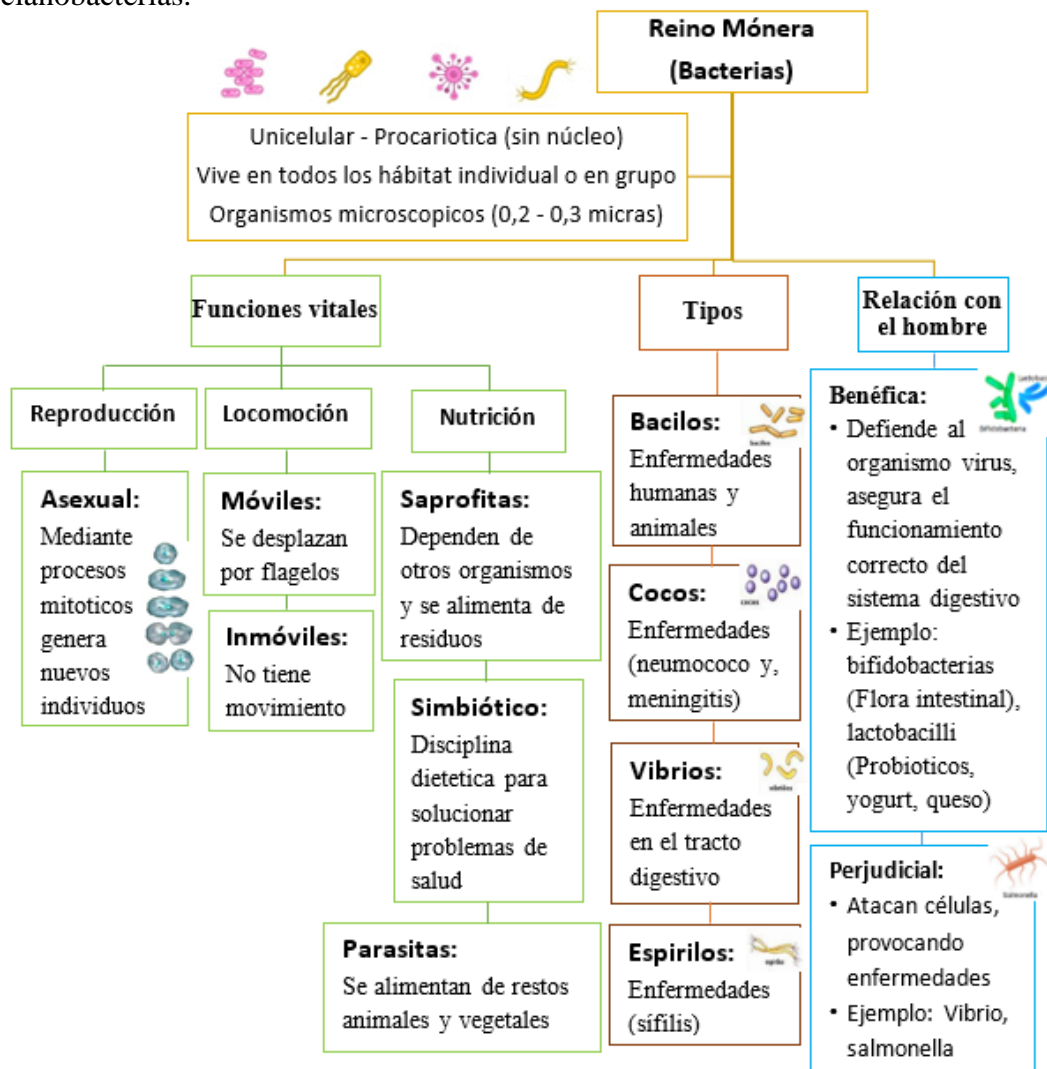 cianobacterias.
Reino Mónera
(Bacterias)
Unicelular - Procariotica (sin núcleo)
Vive en todos los hábitat individual o en grupo
Organismos microscopicos (0,2 - 0,3 micras)
Funciones vitales
Reproducción
Asexual:
Mediante
procesos
mitoticos
genera
nuevos
individuos
Locomoción
Móviles:
Se desplazan
por flagelos
Inmóviles:
No tiene
movimiento
Nutrición
Saprofitas:
Dependen de
otros organismos
y se alimenta de
residuos
Simbiótico:
Disciplina
dietetica para
solucionar
problemas de
salud
Parasitas:
Se alimentan de restos
animales y vegetales
Tipos
Bacilos:
Enfermedades
humanas y
animales
Cocos:
cocos
Enfermedades
(neumococo y,
meningitis)
Vibrios:
Enfermedades
en el tracto
digestivo
Espirilos:
Enfermedades
(sífilis)
Relación con
el hombre
Benéfica:
• Defiende al
organismo virus,
asegura el
funcionamiento
correcto del
sistema digestivo
• Ejemplo:
bifidobacterias
(Flora intestinal),
lactobacilli
(Probioticos,
yogurt, queso)
Perjudicial:
Salmonella
• Atacan células,
provocando
enfermedades
• Ejemplo: Vibrio,
salmonella